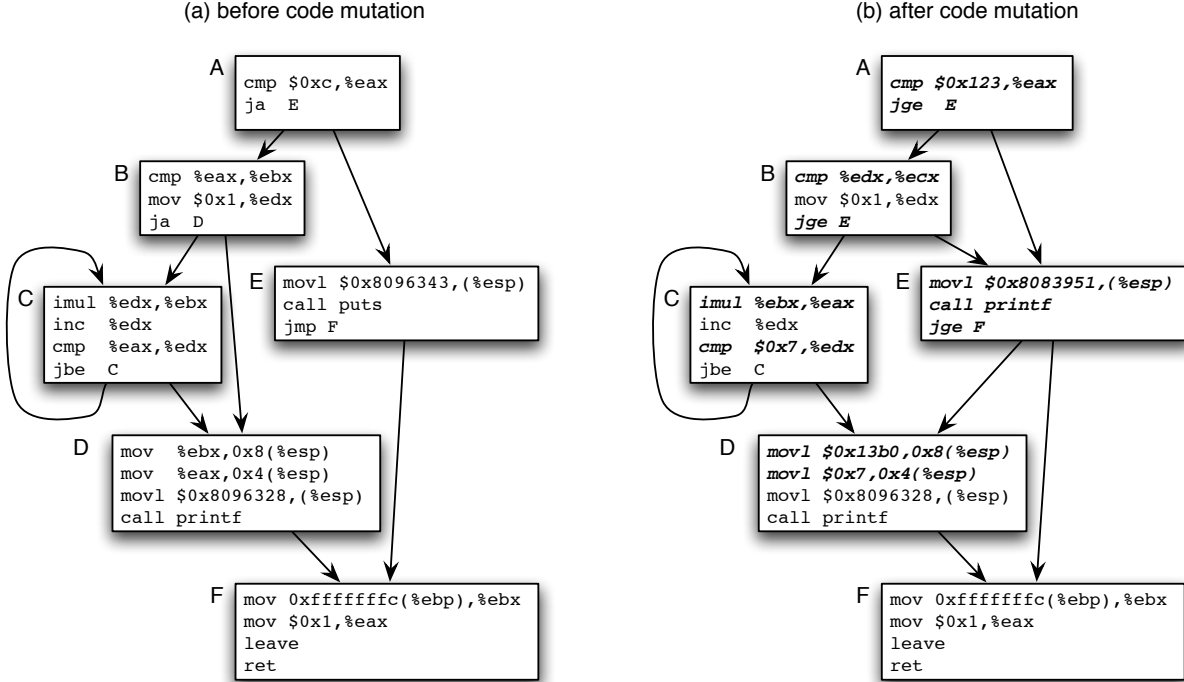 (a) before code mutation
A
cmp $0xc,%eax
ja E
B
cmp %eax,%ebx
mov $0x1,%edx
ja D
C
imul %edx,%ebx
inc %edx
cmp %eax,%edx
jbe C
E
movl $0x8096343,(%esp)
call puts
jmp F
D
mov %ebx,0x8(%esp)
mov %eax,0x4(%esp)
movl $0x8096328,(%esp)
call printf
F
mov 0xfffffffc(%ebp),%ebx
mov $0x1,%eax
leave
ret
(b) after code mutation
A
cmp $0x123,%eax
jge E
B
cmp %edx,%ecx
mov $0x1,%edx
jge E
C
imul %ebx,%eax
inc %edx
cmp $0x7,%edx
jbe C
E
movl $0x8083951,(%esp)
call printf
jge F
D
movl $0x13b0,0x8(%esp)
movl $0x7,0x4(%esp)
movl $0x8096328,(%esp)
call printf
F
mov 0xfffffffc(%ebp),%ebx
mov $0x1,%eax
leave
ret